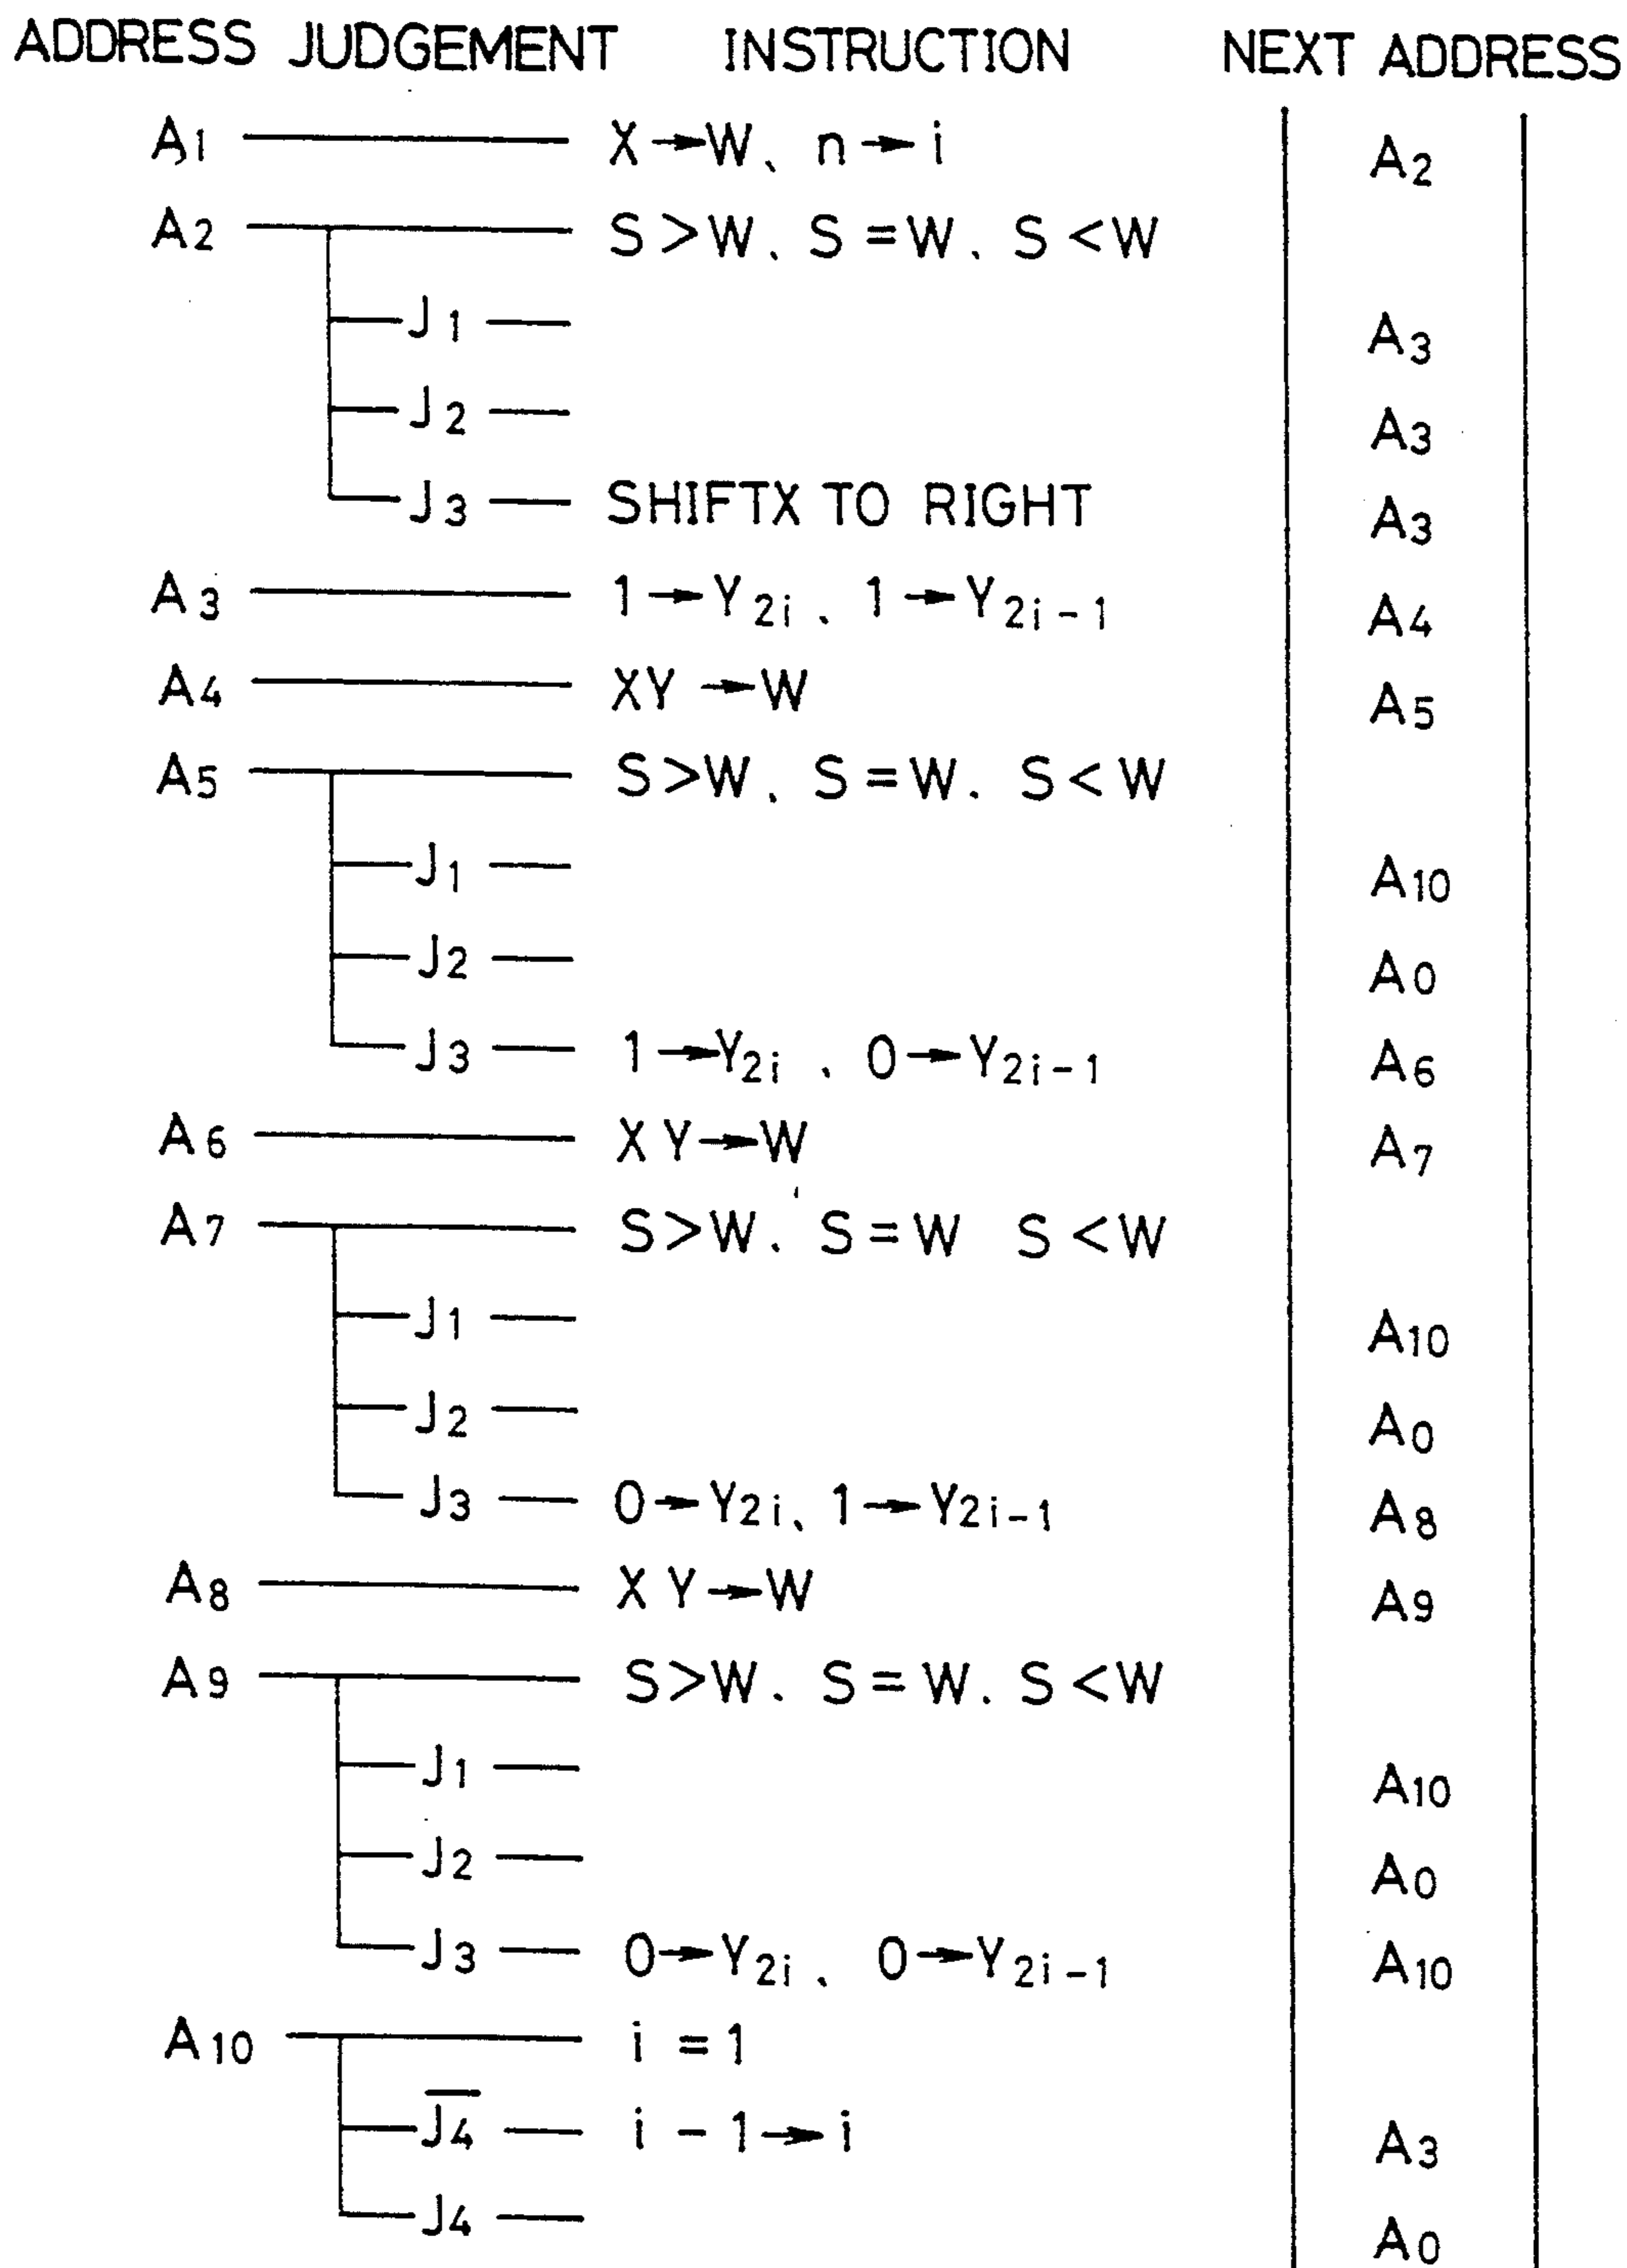 ADDRESS JUDGEMENT INSTRUCTION NEXT ADDRESS
A1 X→W、n→i A2
A2 S>W、S=W、S<W
J1 A3
J2 A3
J3 SHIFTX TO RIGHT A3
A3 1→Y2i、1→Y2i-1 A4
A4 XY→W A5
A5 S>W、S=W. S<W
J1 A10
J2 A0
J3 1→Y2i、0→Y2i-1 A6
A6 XY→W A7
A7 S>W. S=W S<W
J1 A10
J2 A0
J3 0→Y2i、1→Y2i-1 A8
A8 XY→W A9
A9 S>W. S=W. S<W
J1 A10
J2 A0
J3 0→Y2i、0→Y2i-1 A10
A10 i=1
J̅4̅ i-1→i A3
J4 A0